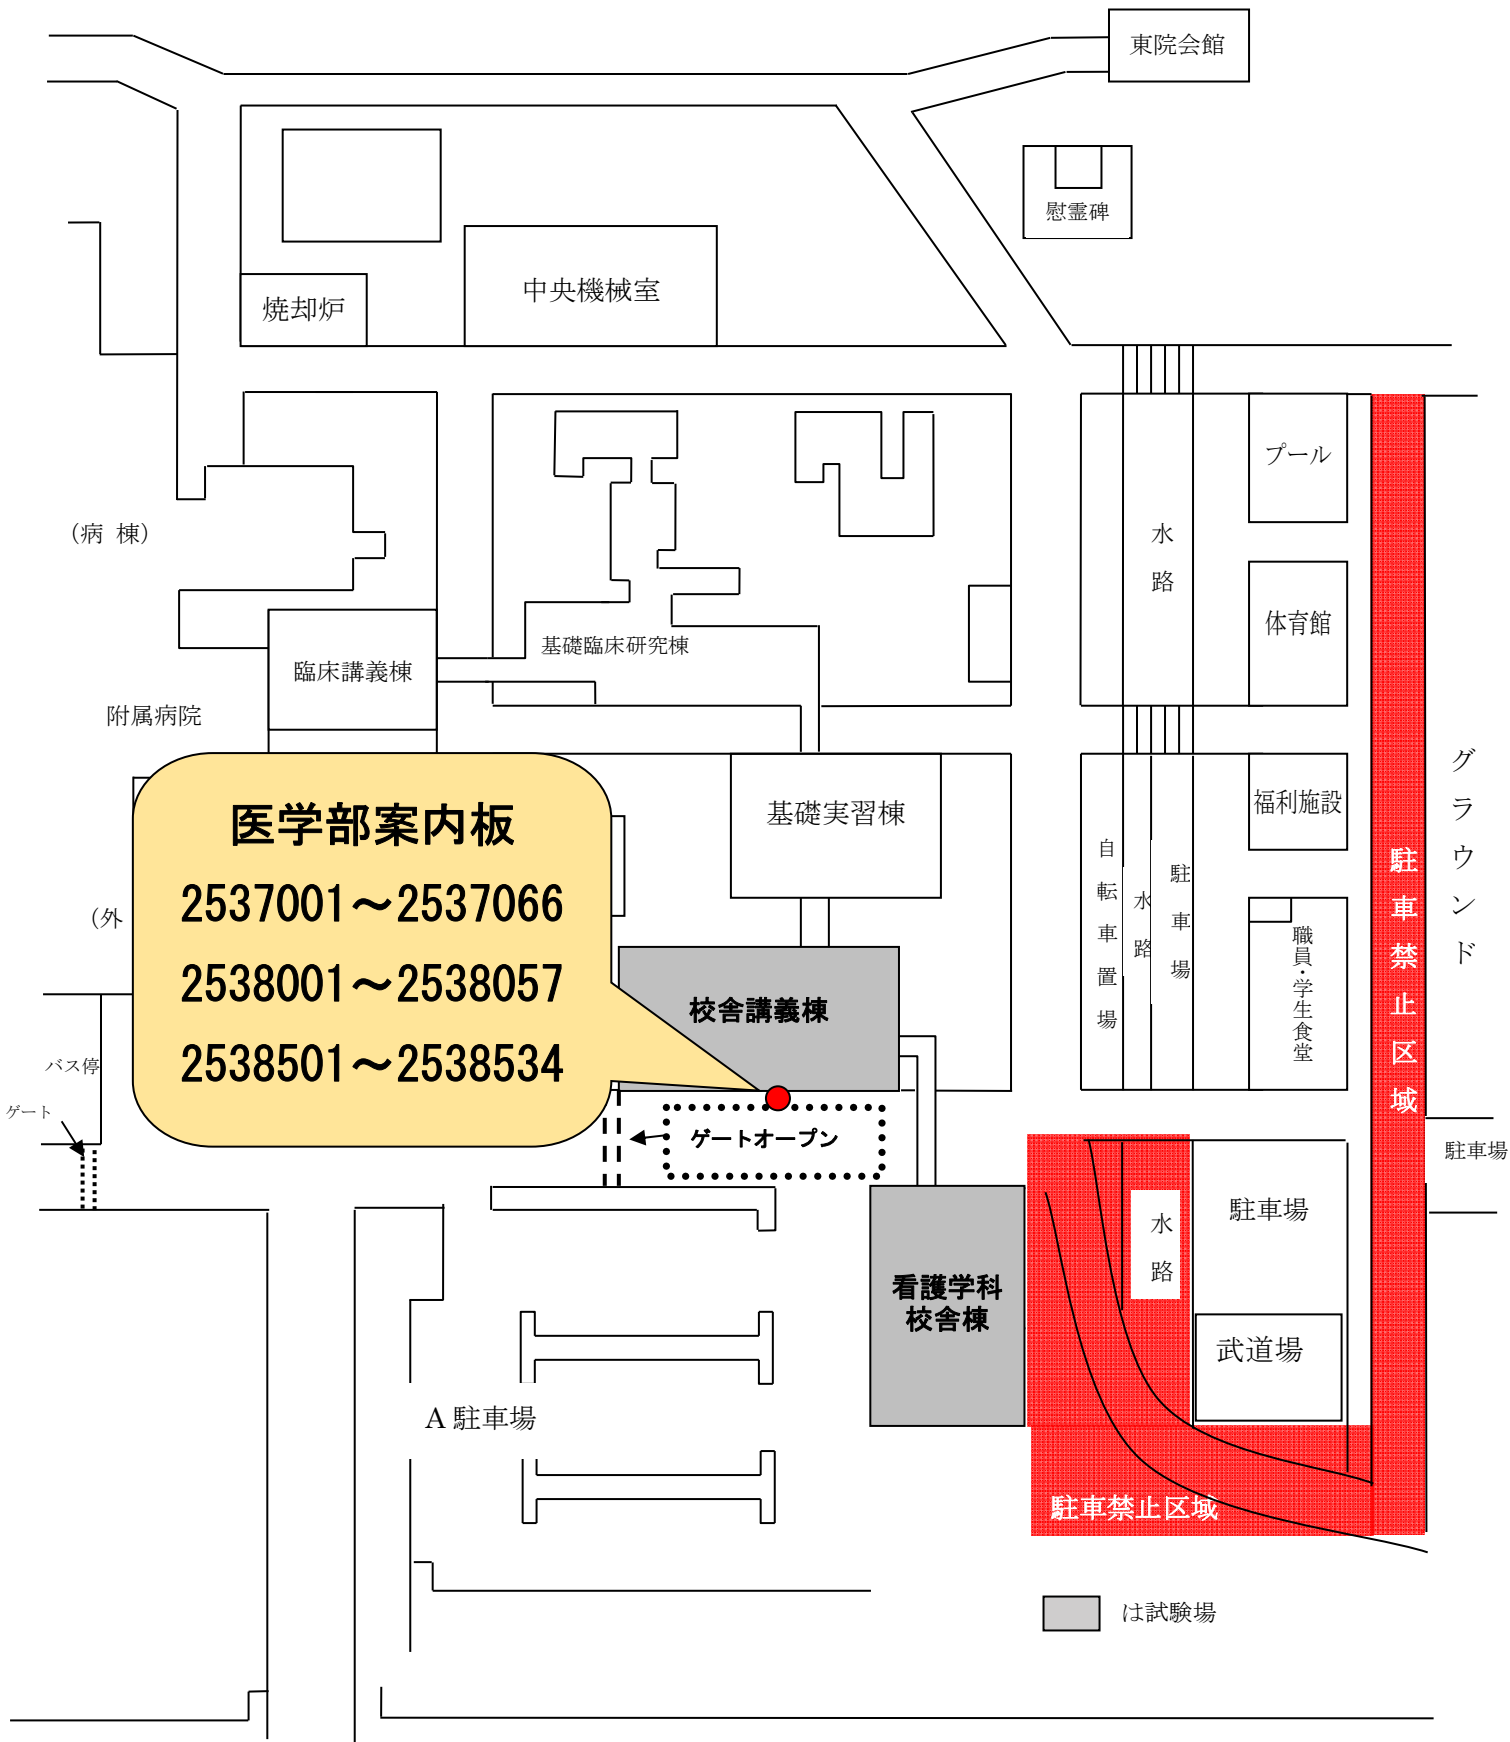 東院会館
慰霊碑
中央機械室
焼却炉
プール
（病 棟）
水路
体育館
基礎臨床研究棟
臨床講義棟
附属病院
グラウンド
福利施設
医学部案内板
2537001～2537066
2538001～2538057
2538501～2538534
基礎実習棟
自転車置場
水路
駐車場
駐車禁止区域
（外
職員・学生食堂
校舎講義棟
バス停
ゲート
ゲートオープン
駐車場
水路
駐車場
看護学科
校舎棟
武道場
A 駐車場
駐車禁止区域
は試験場